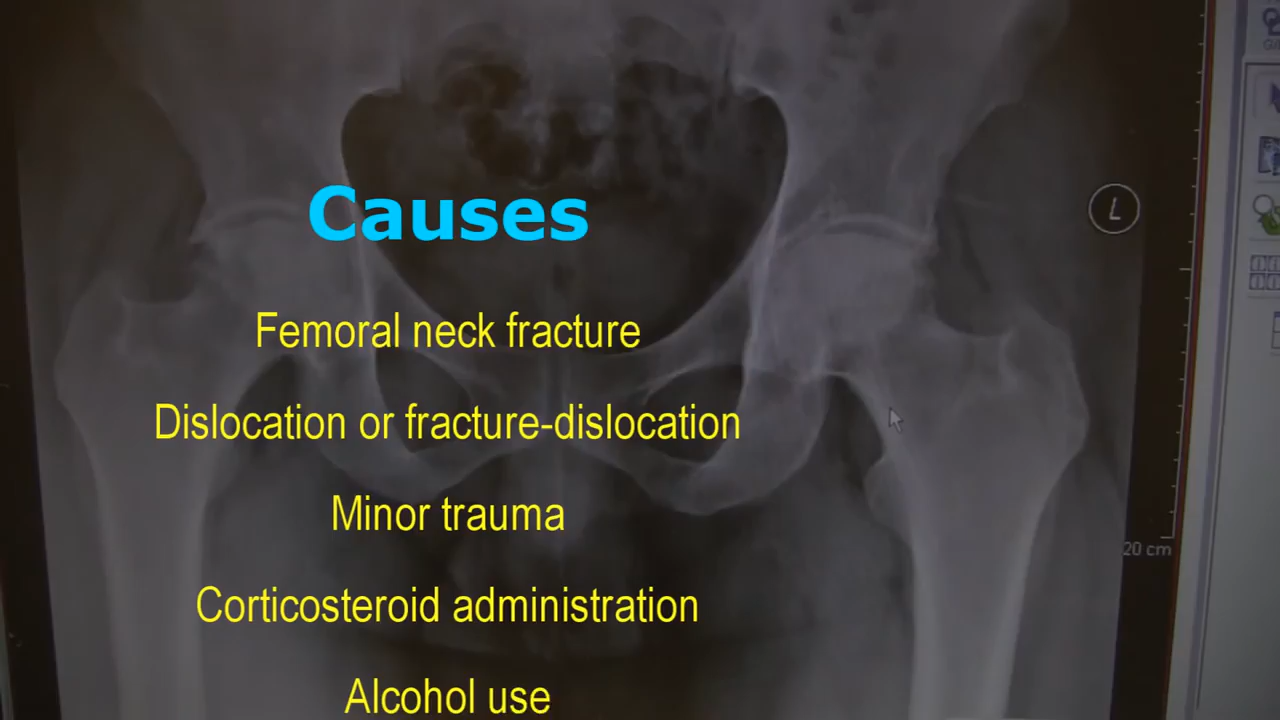 Causes
L
Femoral neck fracture
Dislocation or fracture-dislocation
Minor trauma
20 cm
Corticosteroid administration
Alcohol use